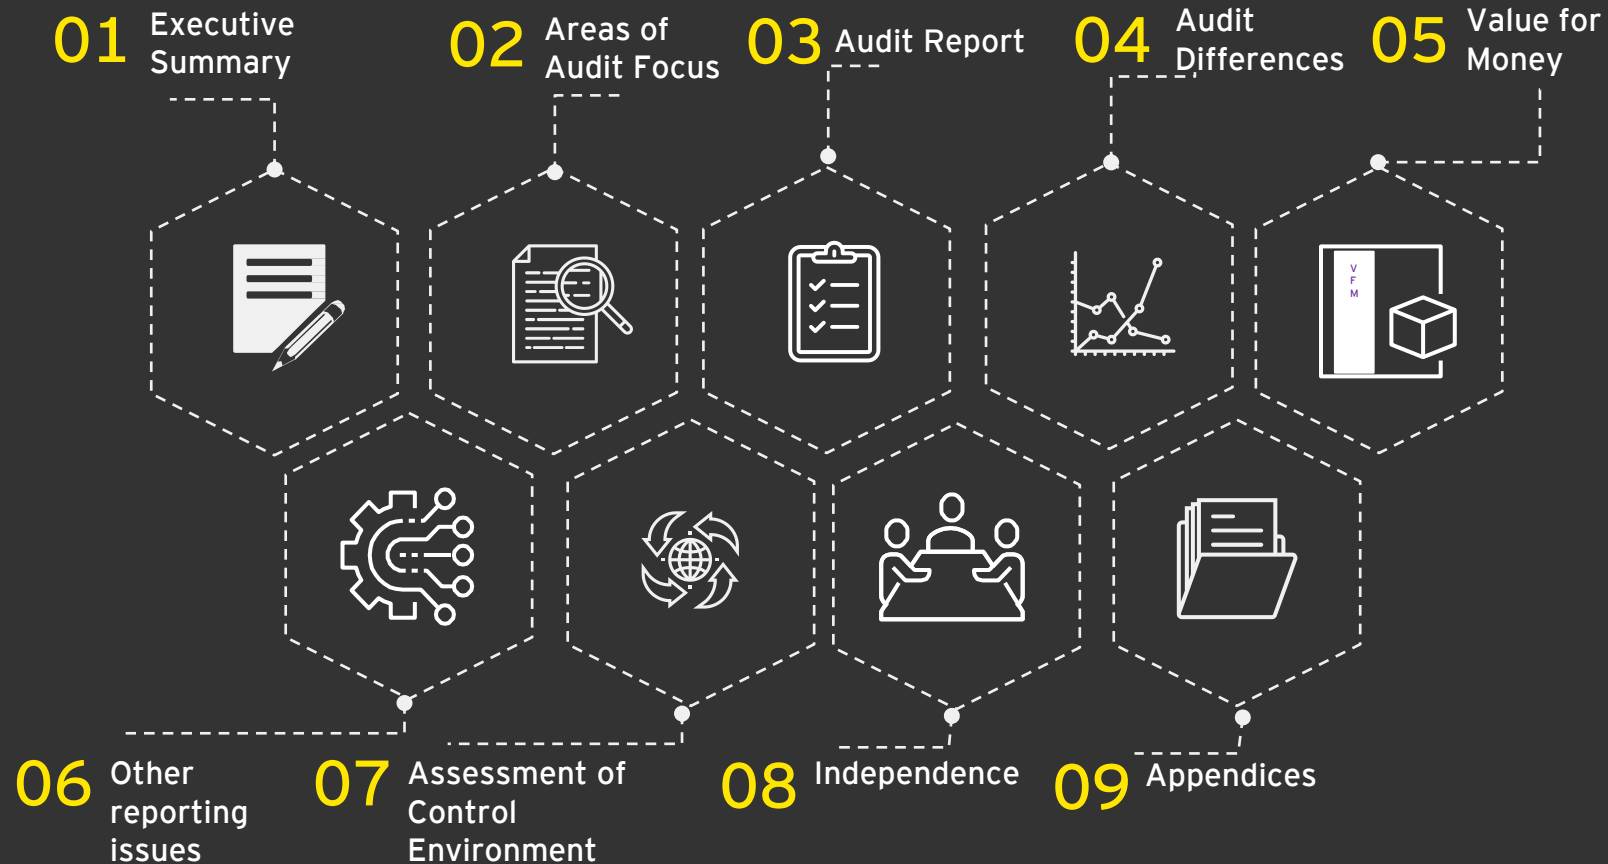 01 Executive
Summary
02 Areas of
Audit Focus
03 Audit Report
04 Audit
Differences
05 Value for
Money
V
F
M
06 Other
reporting
issues
07 Assessment of
Control
Environment
08 Independence
09 Appendices